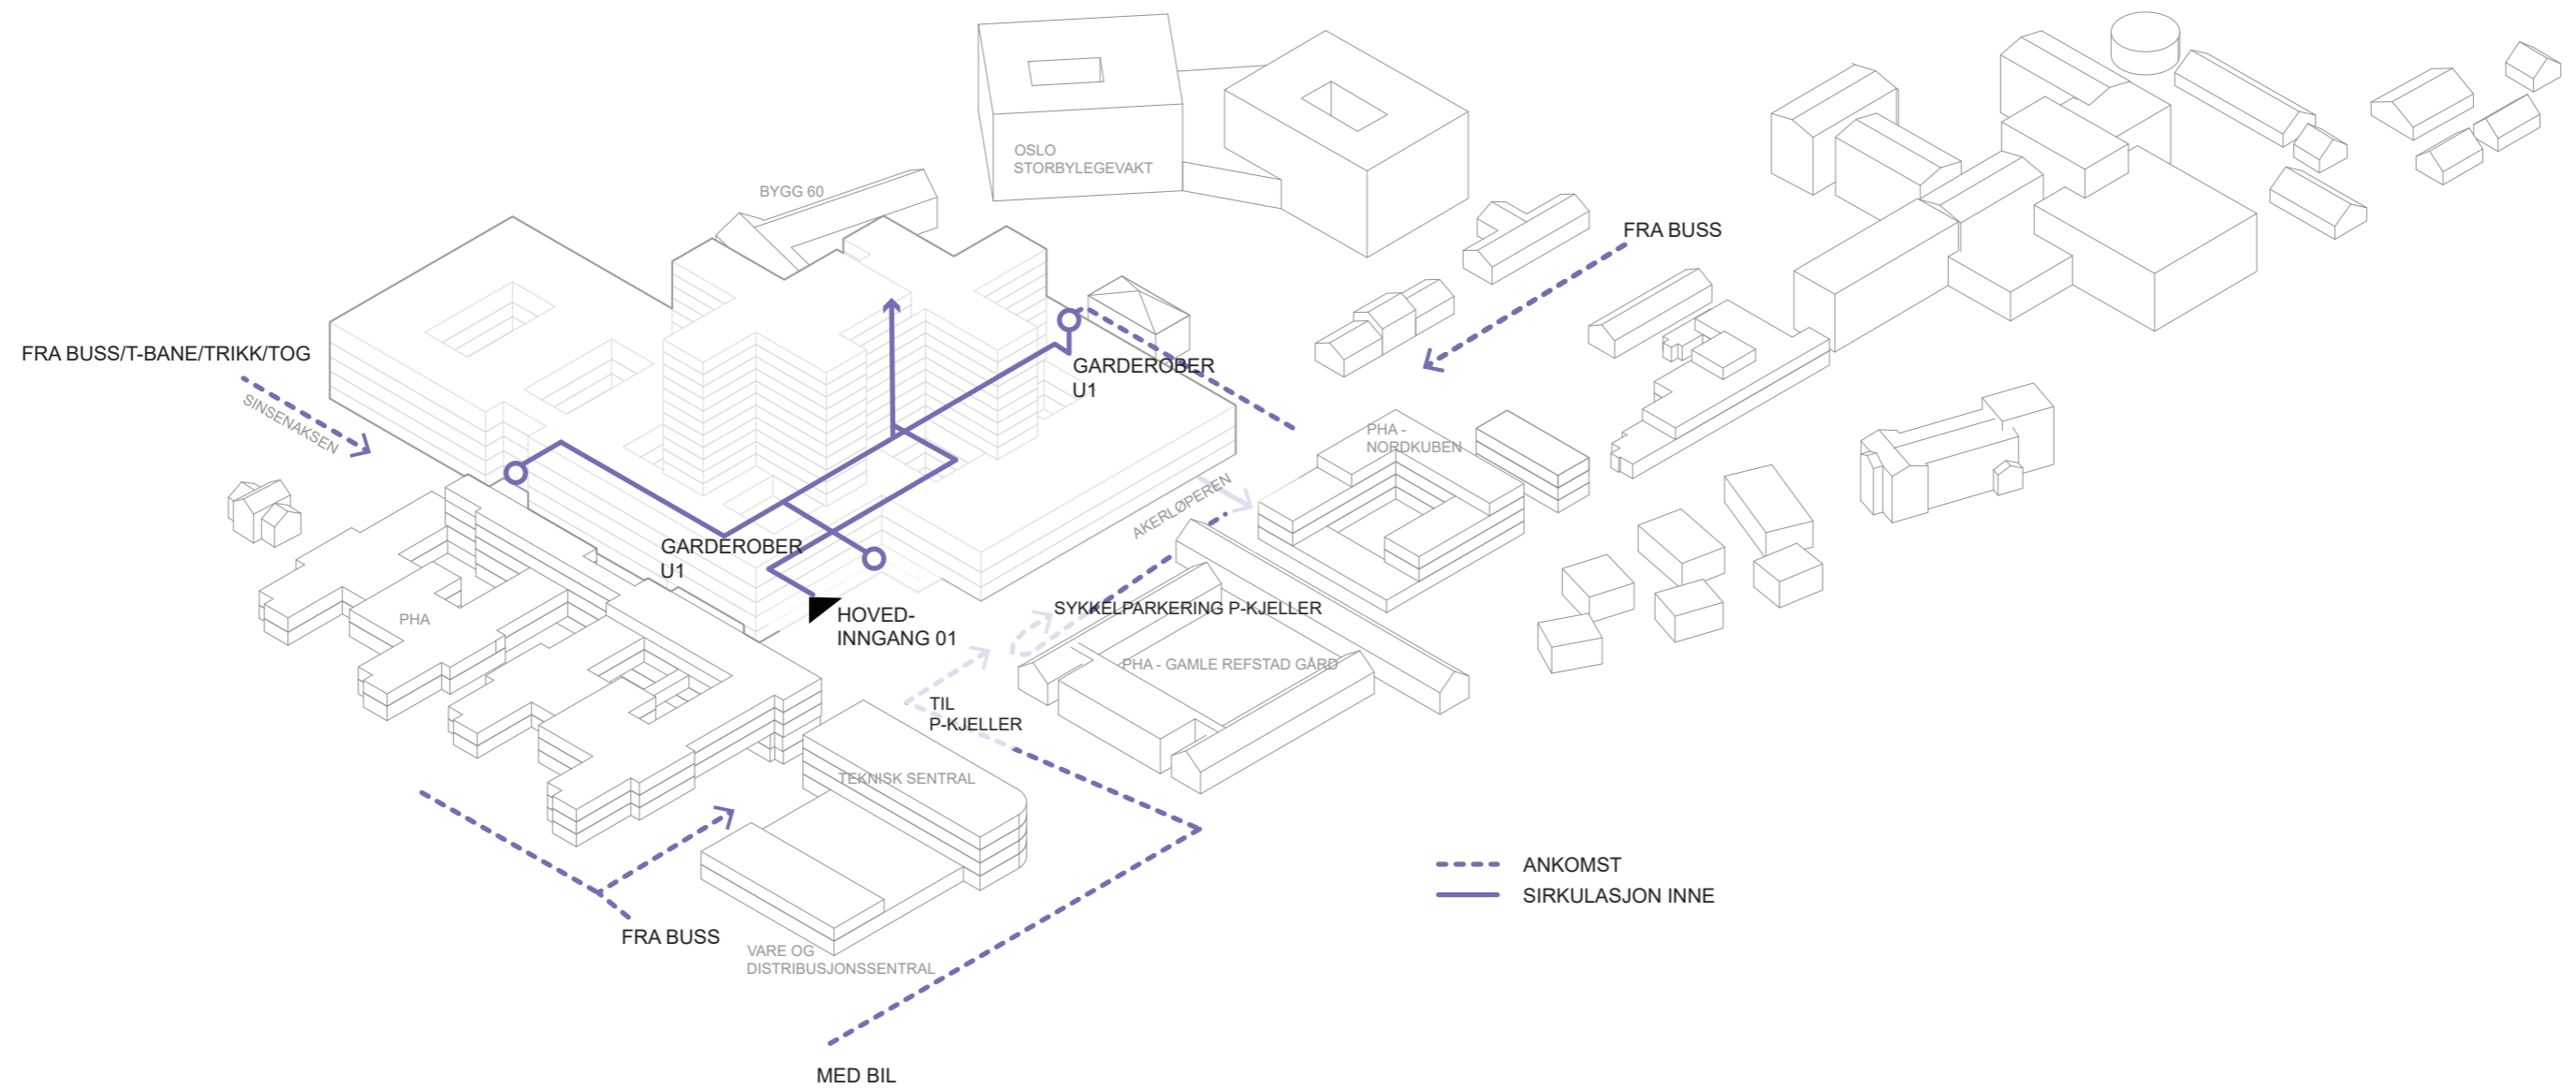 OSLO
STORBYLEGEVAKT
BYGG 60
FRA BUSS
FRA BUSS/T-BANE/TRIKK/TOG
SINSENAKSEN
GARDEROBER
U1
PHA -
NORDKUBEN
AKERLØPEREN
GARDEROBER
U1
HOVED-
INNGANG 01
SYKKELPARKERING P-KJELLER
PHA
PHA - GAMLE REFSTAD GÅRD
TIL
P-KJELLER
TEKNISK SENTRAL
ANKOMST
SIRKULASJON INNE
FRA BUSS
VARE OG
DISTRIBUSJONSSENTRAL
MED BIL